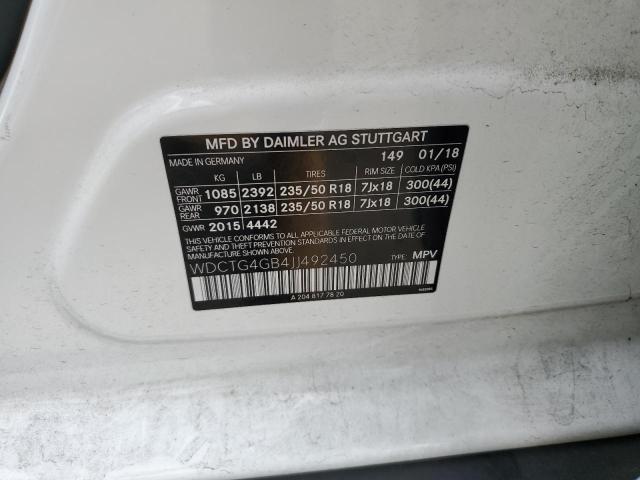 MFD BY DAIMLER AG STUTTGART
MADE IN GERMANY 149 01/18
KG LB TIRES RIM SIZE COLD KPA (PSI)
GAWR FRONT 1085 2392 235/50 R18 7Jx18 300(44)
GAWR REAR 970 2138 235/50 R18 7Jx18 300(44)
GVWR 2015 4442
THIS VEHICLE CONFORMS TO ALL APPLICABLE FEDERAL MOTOR VEHICLE
SAFETY STANDARDS IN EFFECT ON THE DATE OF MANUFACTURE SHOWN ABOVE.
WDCTG4GB4JJ492450 TYPE: MPV
A 204 817 78 20